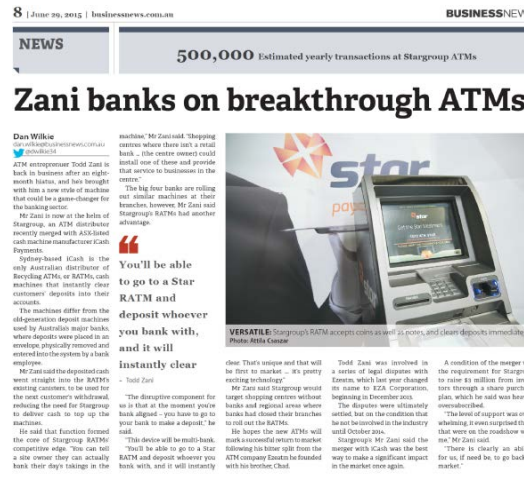 8 | June 29, 2015 | businessnews.com.au
BUSINESSNEW
NEWS
500,000 Estimated yearly transactions at Stargroup ATMs
Zani banks on breakthrough ATMs
Dan Wilkie
dan.wilkie@businessnews.com.au
@dwilkie34
ATM entrepreneur Todd Zani is
back in business after an eight-
month hiatus, and he's brought
with him a new style of machine
that could be a game-changer for
the banking sector.
Mr Zani is now at the helm of
Stargroup, an ATM distributor
recently merged with ASX-listed
cash machine manufacturer iCash
Payments.
Sydney-based iCash is the
only Australian distributor of
Recycling ATMs, or RATMs, cash
machines that instantly clear
customers' deposits into their
accounts.
The machines differ from the
old-generation deposit machines
used by Australia's major banks,
where deposits were placed in an
envelope, physically removed and
entered into the system by a bank
employee.
Mr Zani said the deposited cash
went straight into the RATM's
existing canisters, to be used for
the next customer's withdrawal,
reducing the need for Stargroup
to deliver cash to top up the
machines.
He said that function formed
the core of Stargroup RATMs'
competitive edge. "You can tell
a site owner they can actually
bank their day's takings in the
machine," Mr Zani said. "Shopping
centres where there isn't a retail
bank ... (the centre owner) could
install one of these and provide
that service to businesses in the
centre."
The big four banks are rolling
out similar machines at their
branches, however, Mr Zani said
Stargroup's RATMs had another
advantage.
You'll be able
to go to a Star
RATM and
deposit whoever
you bank with,
and it will
instantly clear
- Todd Zani
"The disruptive component for
us is that at the moment you're
bank aligned – you have to go to
your bank to make a deposit," he
said.
"This device will be multi-bank.
"You'll be able to go to a Star
RATM and deposit whoever you
bank with, and it will instantly
star
star
VERSATILE: Stargroup's RATM accepts coins as well as notes, and clears deposits immediate
Photo: Attila Csaszar
clear. That's unique and that will
be first to market ... it's pretty
exciting technology."
Mr Zani said Stargroup would
target shopping centres without
banks and regional areas where
banks had closed their branches
to roll out the RATMs.
He hopes the new ATMs will
mark a successful return to market
following his bitter split from the
ATM company Ezeatm he founded
with his brother, Chad.
Todd Zani was involved in
a series of legal disputes with
Ezeatm, which last year changed
its name to EZA Corporation,
beginning in December 2013.
The disputes were ultimately
settled, but on the condition that
he not be involved in the industry
until October 2014.
Stargroup's Mr Zani said the
merger with iCash was the best
way to make a significant impact
in the market once again.
A condition of the merger w
the requirement for Stargro
to raise $3 million from inv
tors through a share purch
plan, which he said was heav
oversubscribed.
"The level of support was ov
whelming, it even surprised th
that were on the roadshow w
me," Mr Zani said.
"There is clearly an abil
for us, if need be, to go back
market."